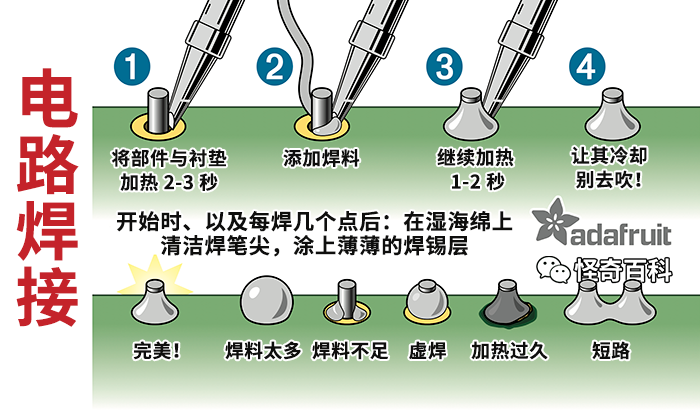 电路焊接
1
2
3
4
将部件与衬垫
加热 2-3 秒
添加焊料
继续加热
1-2 秒
让其冷却
别去吹！
开始时、以及每焊几个点后：在湿海绵上
清洁焊笔尖，涂上薄薄的焊锡层
adafruit
怪奇百科
完美！
焊料太多
焊料不足
虚焊
加热过久
短路